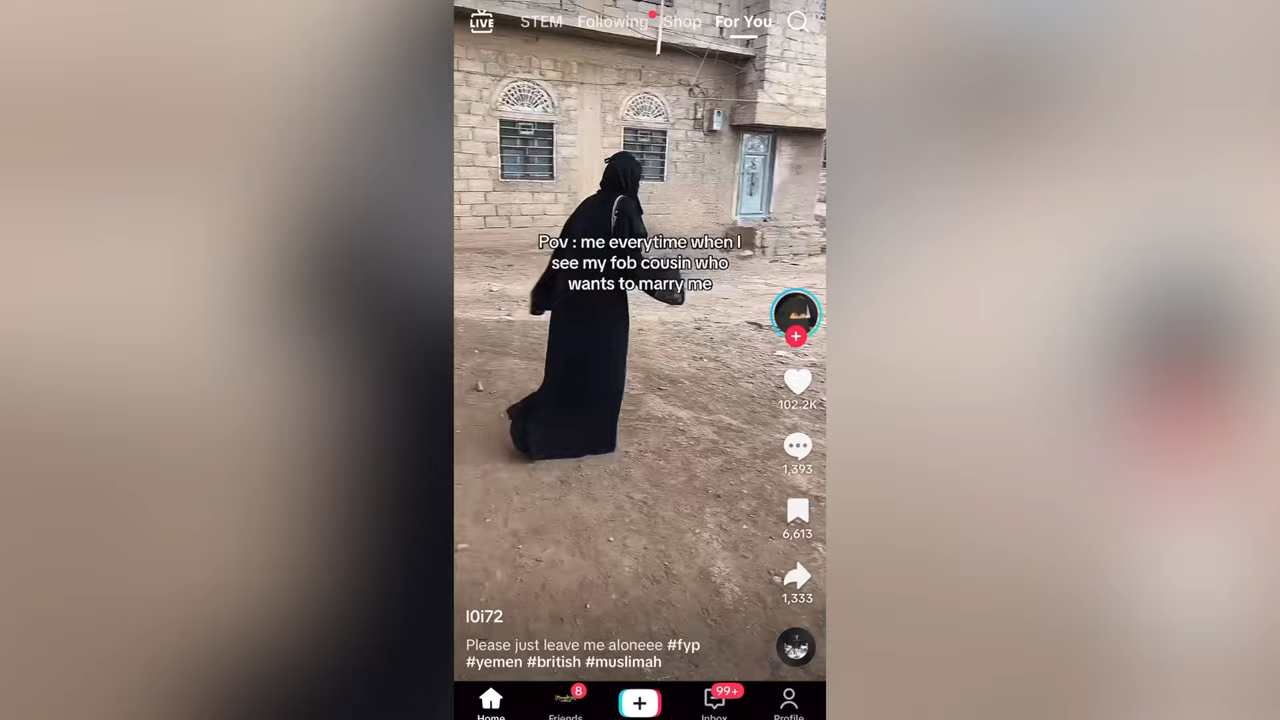 LIVE
STEM Following Shop For You
Pov : me everytime when I
see my fob cousin who
wants to marry me
102.2K
1,393
6,613
1,333
l0i72
Please just leave me aloneee #fyp
#yemen #british #muslimah
8
99+
Home Friends Inbox Profile